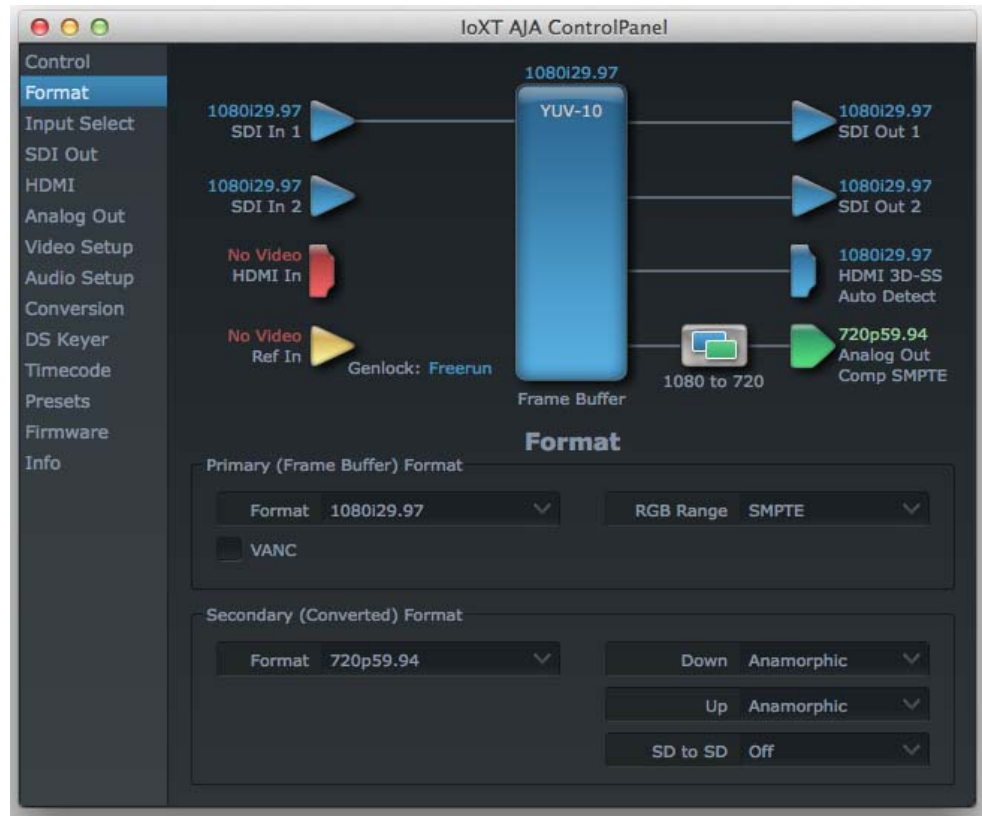 IoXT AJA ControlPanel
Control
Format
Input Select
SDI Out
HDMI
Analog Out
Video Setup
Audio Setup
Conversion
DS Keyer
Timecode
Presets
Firmware
Info
1080i29.97
YUV-10
1080i29.97
SDI In 1
1080i29.97
SDI Out 1
1080i29.97
SDI In 2
1080i29.97
SDI Out 2
No Video
HDMI In
1080i29.97
HDMI 3D-SS
Auto Detect
No Video
Ref In
Genlock: Freerun
1080 to 720
720p59.94
Analog Out
Comp SMPTE
Frame Buffer
Format
Primary (Frame Buffer) Format
Format 1080i29.97
RGB Range SMPTE
VANC
Secondary (Converted) Format
Format 720p59.94
Down Anamorphic
Up Anamorphic
SD to SD Off